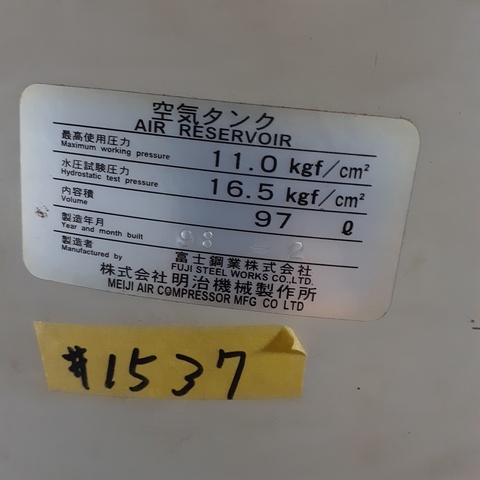 空気タンク
AIR RESERVOIR
最高使用圧力 11.0 kgf/cm²
Maximum working pressure
水圧試験圧力 16.5 kgf/cm²
Hydrostatic test pressure
内容積 97 ℓ
Volume
製造年月 98 - 2
Year and month built
製造者 富士鋼業株式会社
Manufactured by FUJI STEEL WORKS CO.,LTD.
株式会社明治機械製作所
MEIJI AIR COMPRESSOR MFG CO LTD
#1537